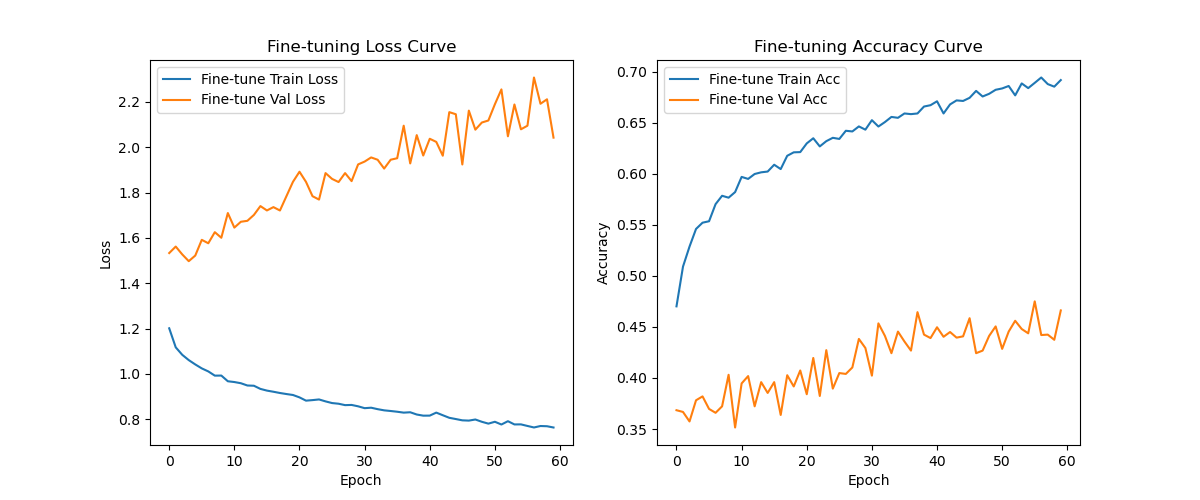 Fine-tuning Loss Curve
Fine-tune Train Loss
Fine-tune Val Loss
2.2
2.0
1.8
1.6
1.4
1.2
1.0
0.8
Loss
0 10 20 30 40 50 60
Epoch
Fine-tuning Accuracy Curve
Fine-tune Train Acc
Fine-tune Val Acc
0.70
0.65
0.60
0.55
0.50
0.45
0.40
0.35
Accuracy
0 10 20 30 40 50 60
Epoch